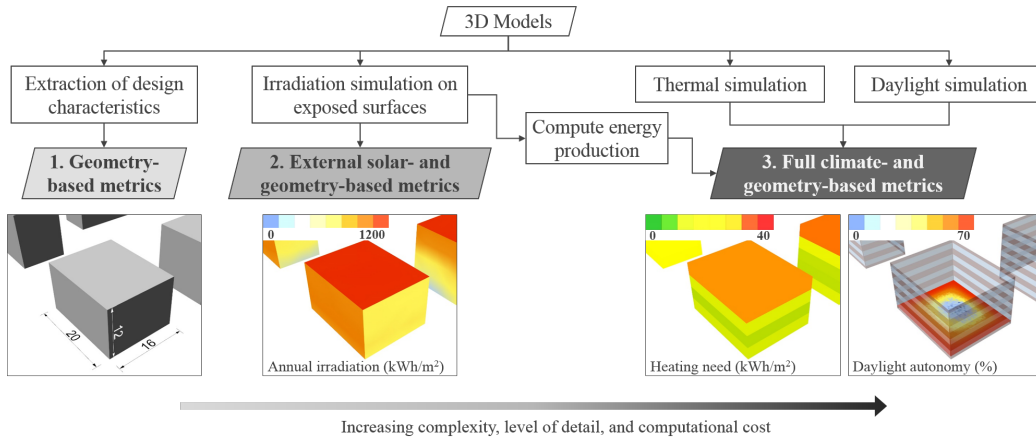 3D Models
Extraction of design
characteristics
Irradiation simulation on
exposed surfaces
Thermal simulation
Daylight simulation
Compute energy
production
1. Geometry-
based metrics
2. External solar- and
geometry-based metrics
3. Full climate- and
geometry-based metrics
20
12
16
0
1200
Annual irradiation (kWh/m²)
0
40
Heating need (kWh/m²)
0
70
Daylight autonomy (%)
Increasing complexity, level of detail, and computational cost